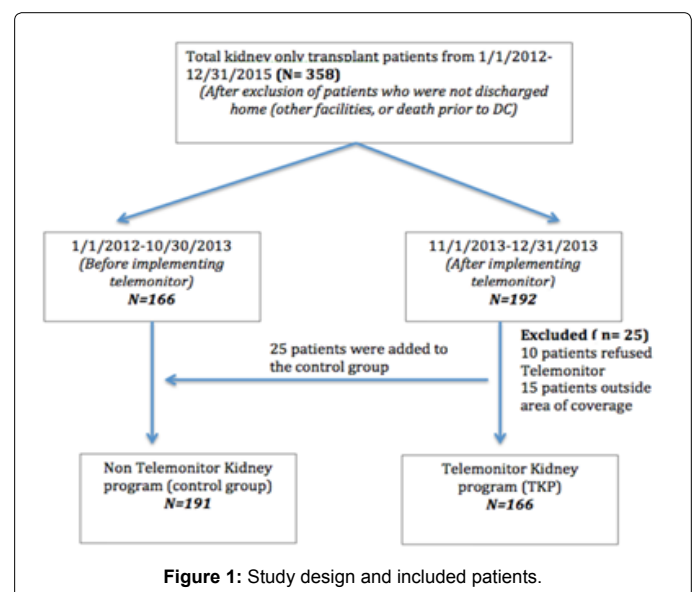 Total kidney only transplant patients from 1/1/2012-
12/31/2015 (N= 358)
(After exclusion of patients who were not discharged
home (other facilities, or death prior to DC)
1/1/2012-10/30/2013
(Before implementing
telemonitor)
N=166
11/1/2013-12/31/2013
(After implementing
telemonitor)
N=192
25 patients were added to
the control group
Excluded ( n= 25)
10 patients refused
Telemonitor
15 patients outside
area of coverage
Non Telemonitor Kidney
program (control group)
N=191
Telemonitor Kidney
program (TKP)
N=166
Figure 1: Study design and included patients.